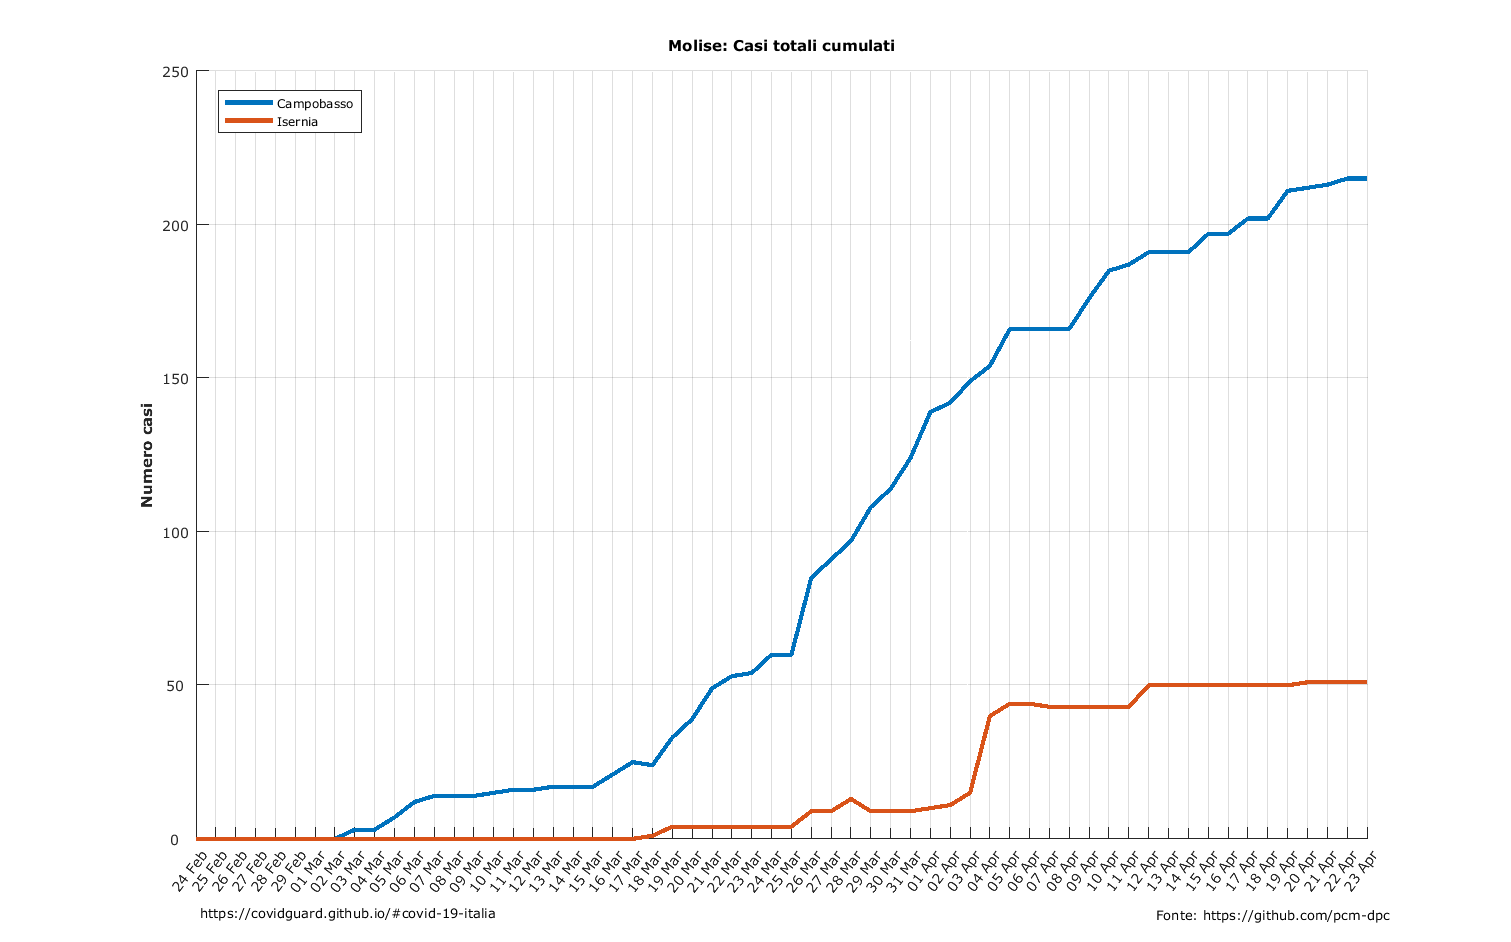 Molise: Casi totali cumulati
250
200
150
100
50
0
Numero casi
Campobasso
Isernia
24 Feb
25 Feb
26 Feb
27 Feb
28 Feb
29 Feb
01 Mar
02 Mar
03 Mar
04 Mar
05 Mar
06 Mar
07 Mar
08 Mar
09 Mar
10 Mar
11 Mar
12 Mar
13 Mar
14 Mar
15 Mar
16 Mar
17 Mar
18 Mar
19 Mar
20 Mar
21 Mar
22 Mar
23 Mar
24 Mar
25 Mar
26 Mar
27 Mar
28 Mar
29 Mar
30 Mar
31 Mar
01 Apr
02 Apr
03 Apr
04 Apr
05 Apr
06 Apr
07 Apr
08 Apr
09 Apr
10 Apr
11 Apr
12 Apr
13 Apr
14 Apr
15 Apr
16 Apr
17 Apr
18 Apr
19 Apr
20 Apr
21 Apr
22 Apr
23 Apr
https://covidguard.github.io/#covid-19-italia
Fonte: https://github.com/pcm-dpc